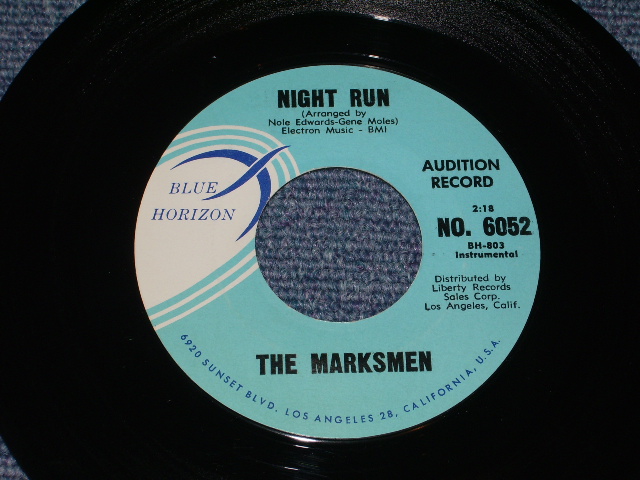 NIGHT RUN
(Arranged by
Nole Edwards-Gene Moles)
Electron Music - BMI
BLUE
HORIZON
AUDITION
RECORD
2:18
NO. 6052
BH-803
Instrumental
Distributed by
Liberty Records
Sales Corp.
Los Angeles, Calif.
THE MARKSMEN
6920 SUNSET BLVD. LOS ANGELES 28, CALIFORNIA, U.S.A.